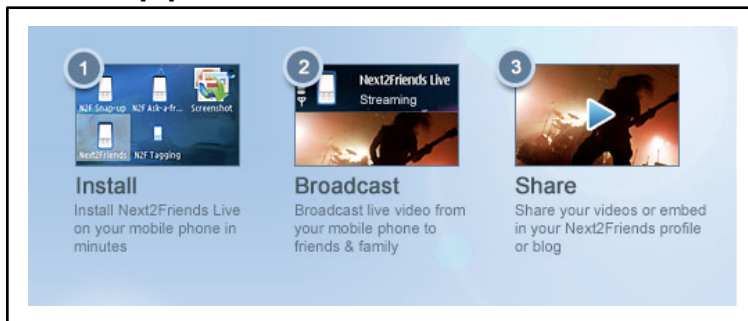 1
N2F Snap-up N2F Ask-a-fr... Screenshot
Next2Friends N2F Tagging
Install
Install Next2Friends Live
on your mobile phone in
minutes
2
Next2Friends Live
Streaming
Broadcast
Broadcast live video from
your mobile phone to
friends & family
3
Share
Share your videos or embed
in your Next2Friends profile
or blog